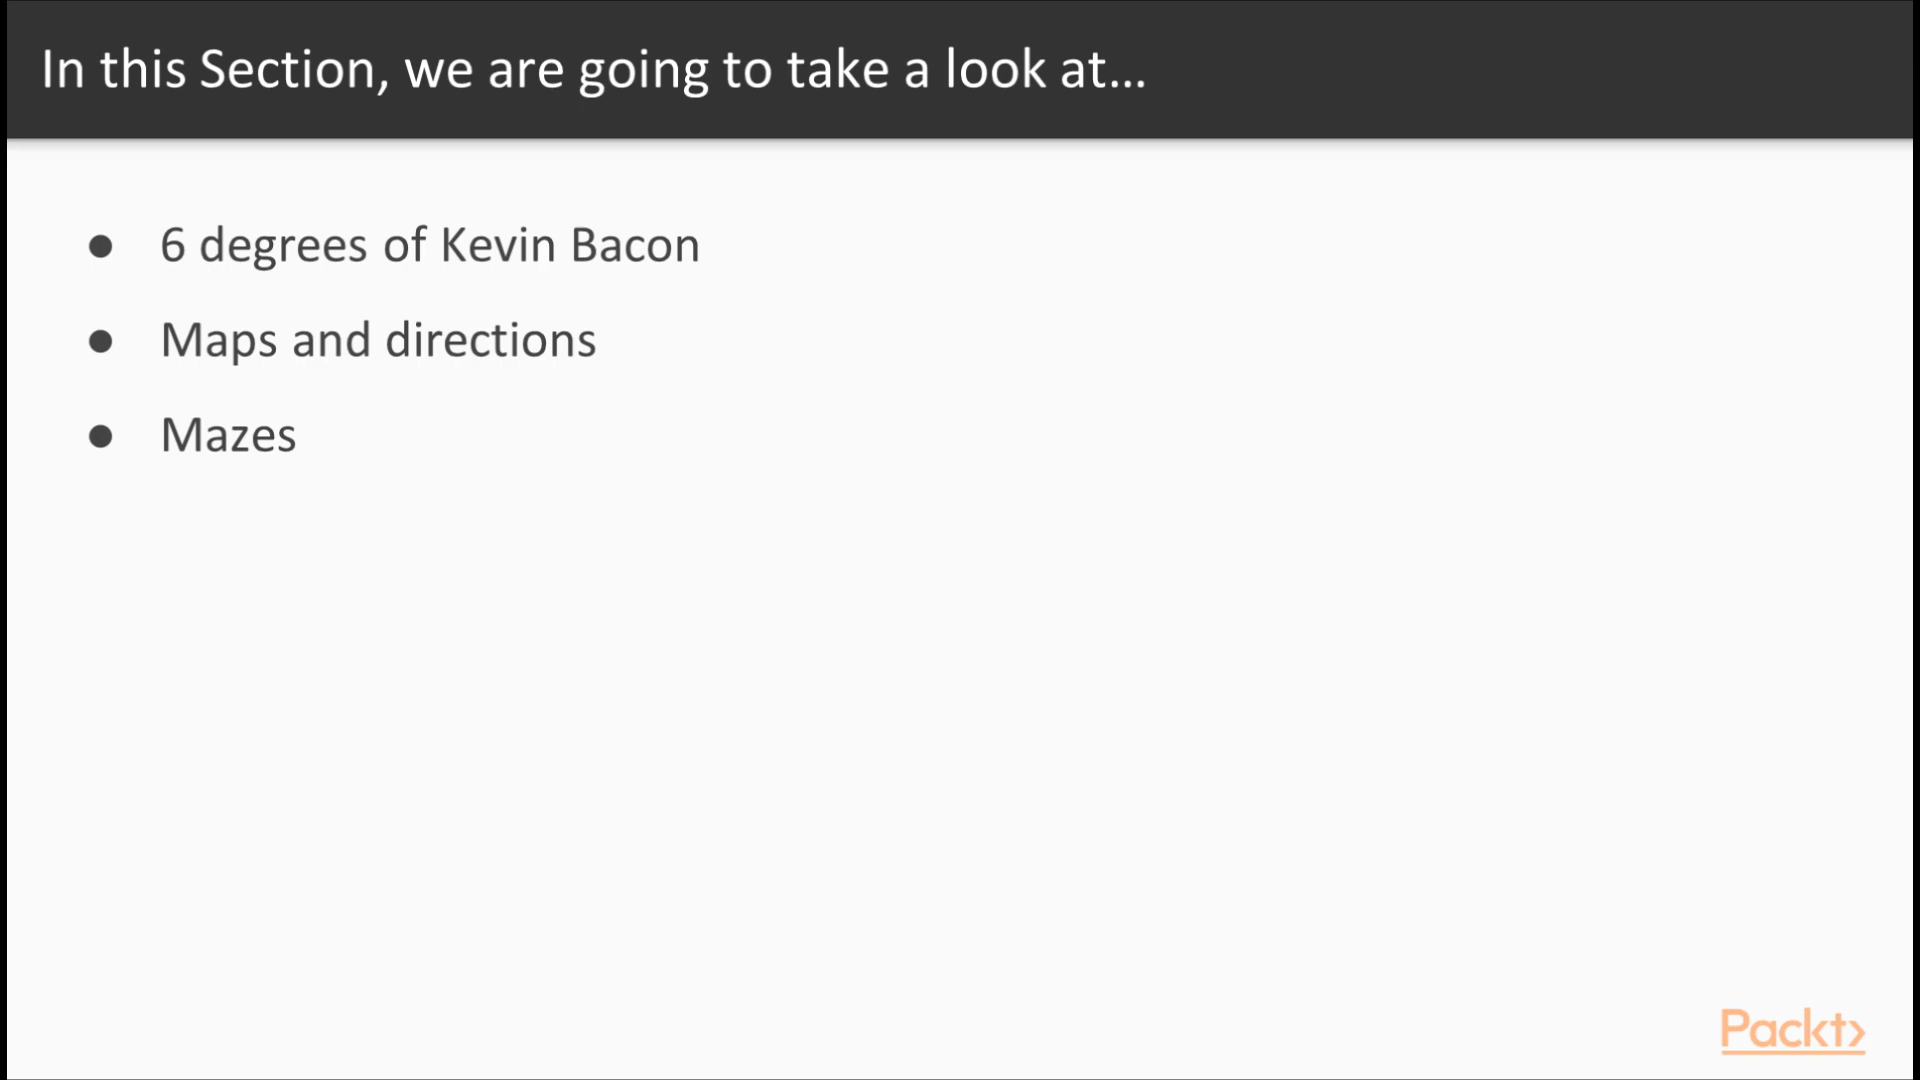 In this Section, we are going to take a look at...
● 6 degrees of Kevin Bacon
● Maps and directions
● Mazes
Packt>